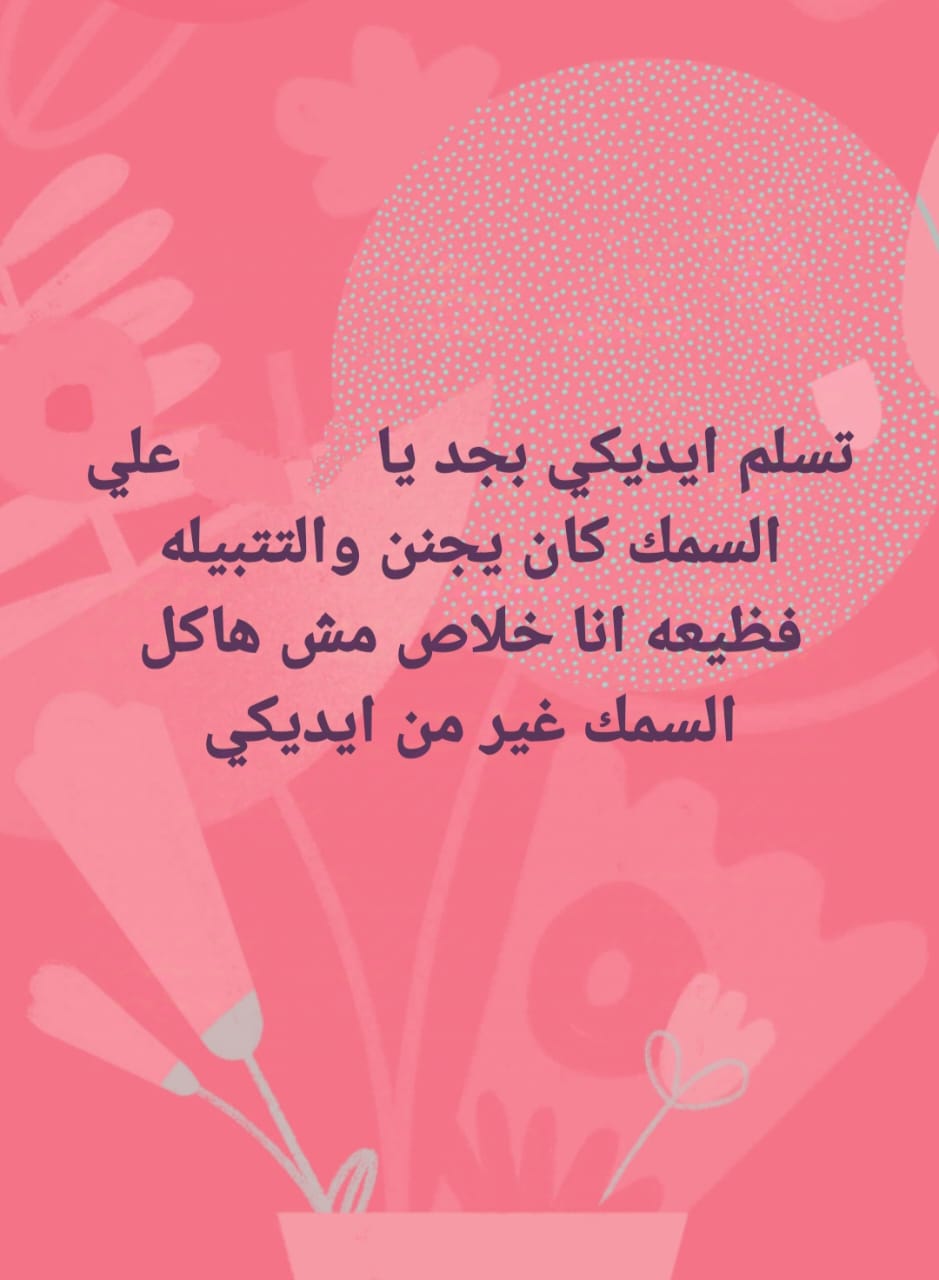 تسلم ايديكي بجد يا علي
السمك كان يجنن والتتبيله
فظيعه انا خلاص مش هاكل
السمك غير من ايديكي